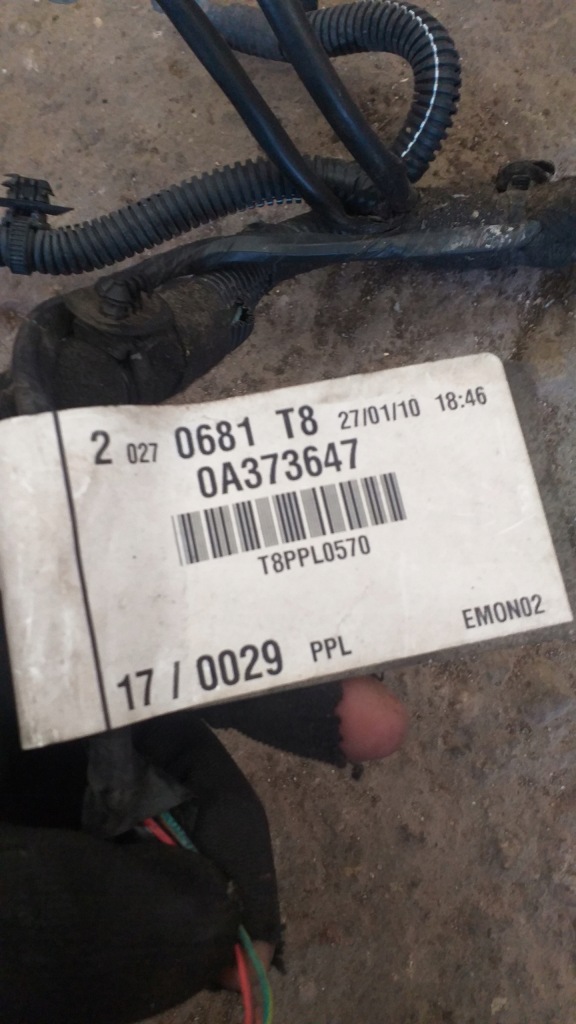 2 027 0681 T8 27/01/10 18:46
0A373647
T8PPL0570
EMON02
17 / 0029 PPL